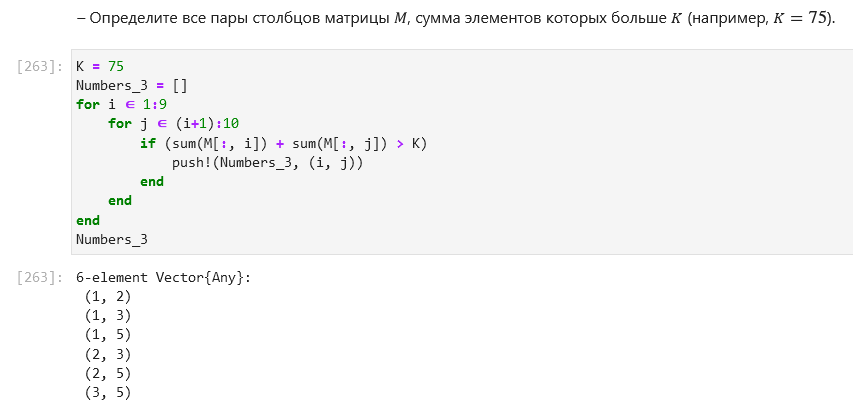 – Определите все пары столбцов матрицы M, сумма элементов которых больше K (например, K = 75).
[263]: K = 75
Numbers_3 = []
for i ∈ 1:9
    for j ∈ (i+1):10
        if (sum(M[:, i]) + sum(M[:, j]) > K)
            push!(Numbers_3, (i, j))
        end
    end
end
Numbers_3
[263]: 6-element Vector{Any}:
 (1, 2)
 (1, 3)
 (1, 5)
 (2, 3)
 (2, 5)
 (3, 5)